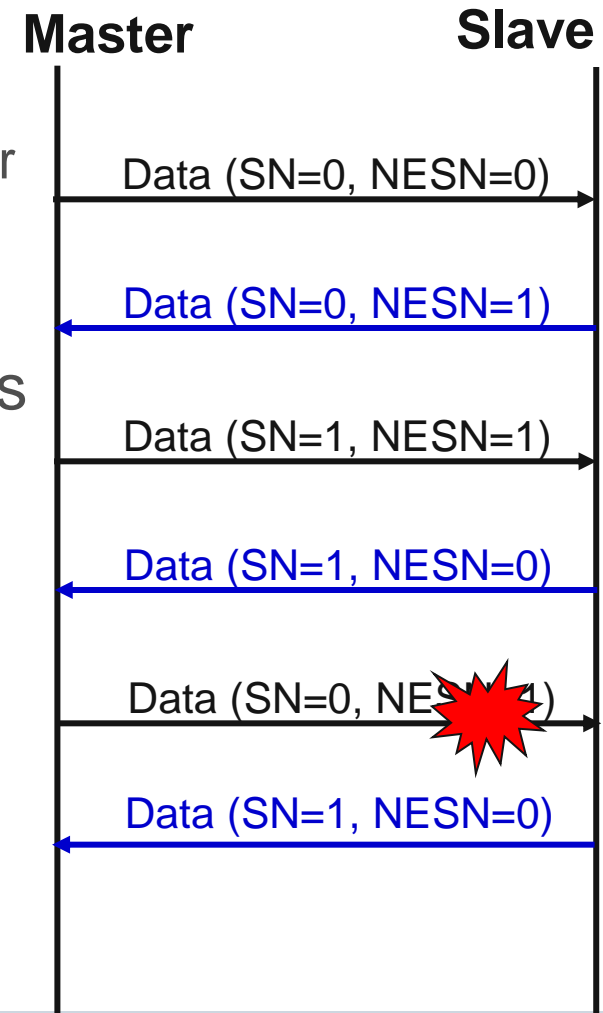 Master Slave
r
Data (SN=0, NESN=0)
Data (SN=0, NESN=1)
s
Data (SN=1, NESN=1)
Data (SN=1, NESN=0)
Data (SN=0,
Data (SN=1, NESN=0)